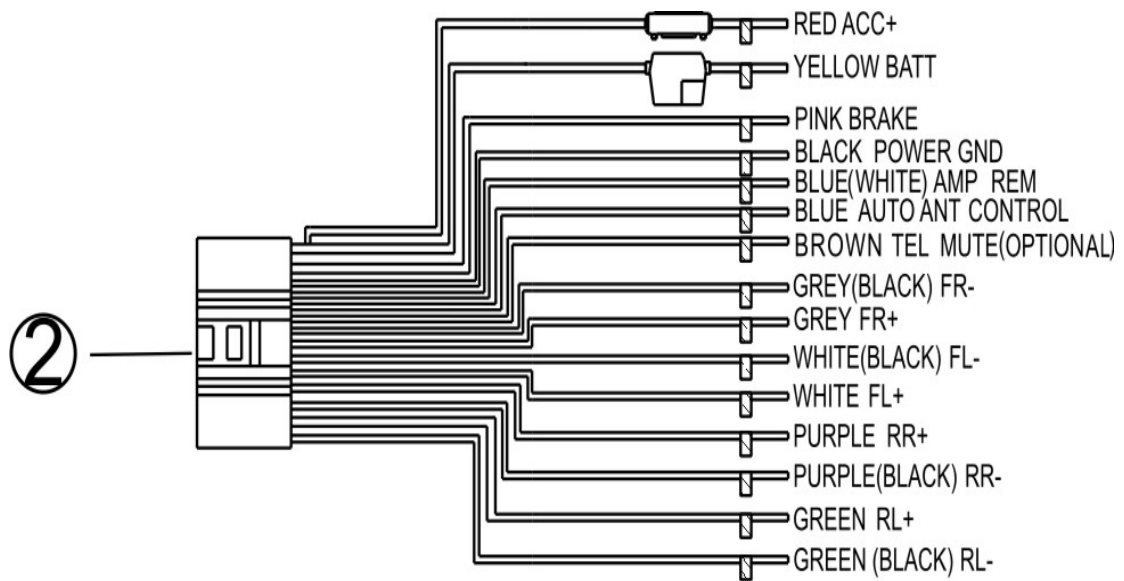 RED ACC+
YELLOW BATT
PINK BRAKE
BLACK POWER GND
BLUE(WHITE) AMP REM
BLUE AUTO ANT CONTROL
BROWN TEL MUTE(OPTIONAL)
GREY(BLACK) FR-
GREY FR+
②
WHITE(BLACK) FL-
WHITE FL+
PURPLE RR+
PURPLE(BLACK) RR-
GREEN RL+
GREEN (BLACK) RL-